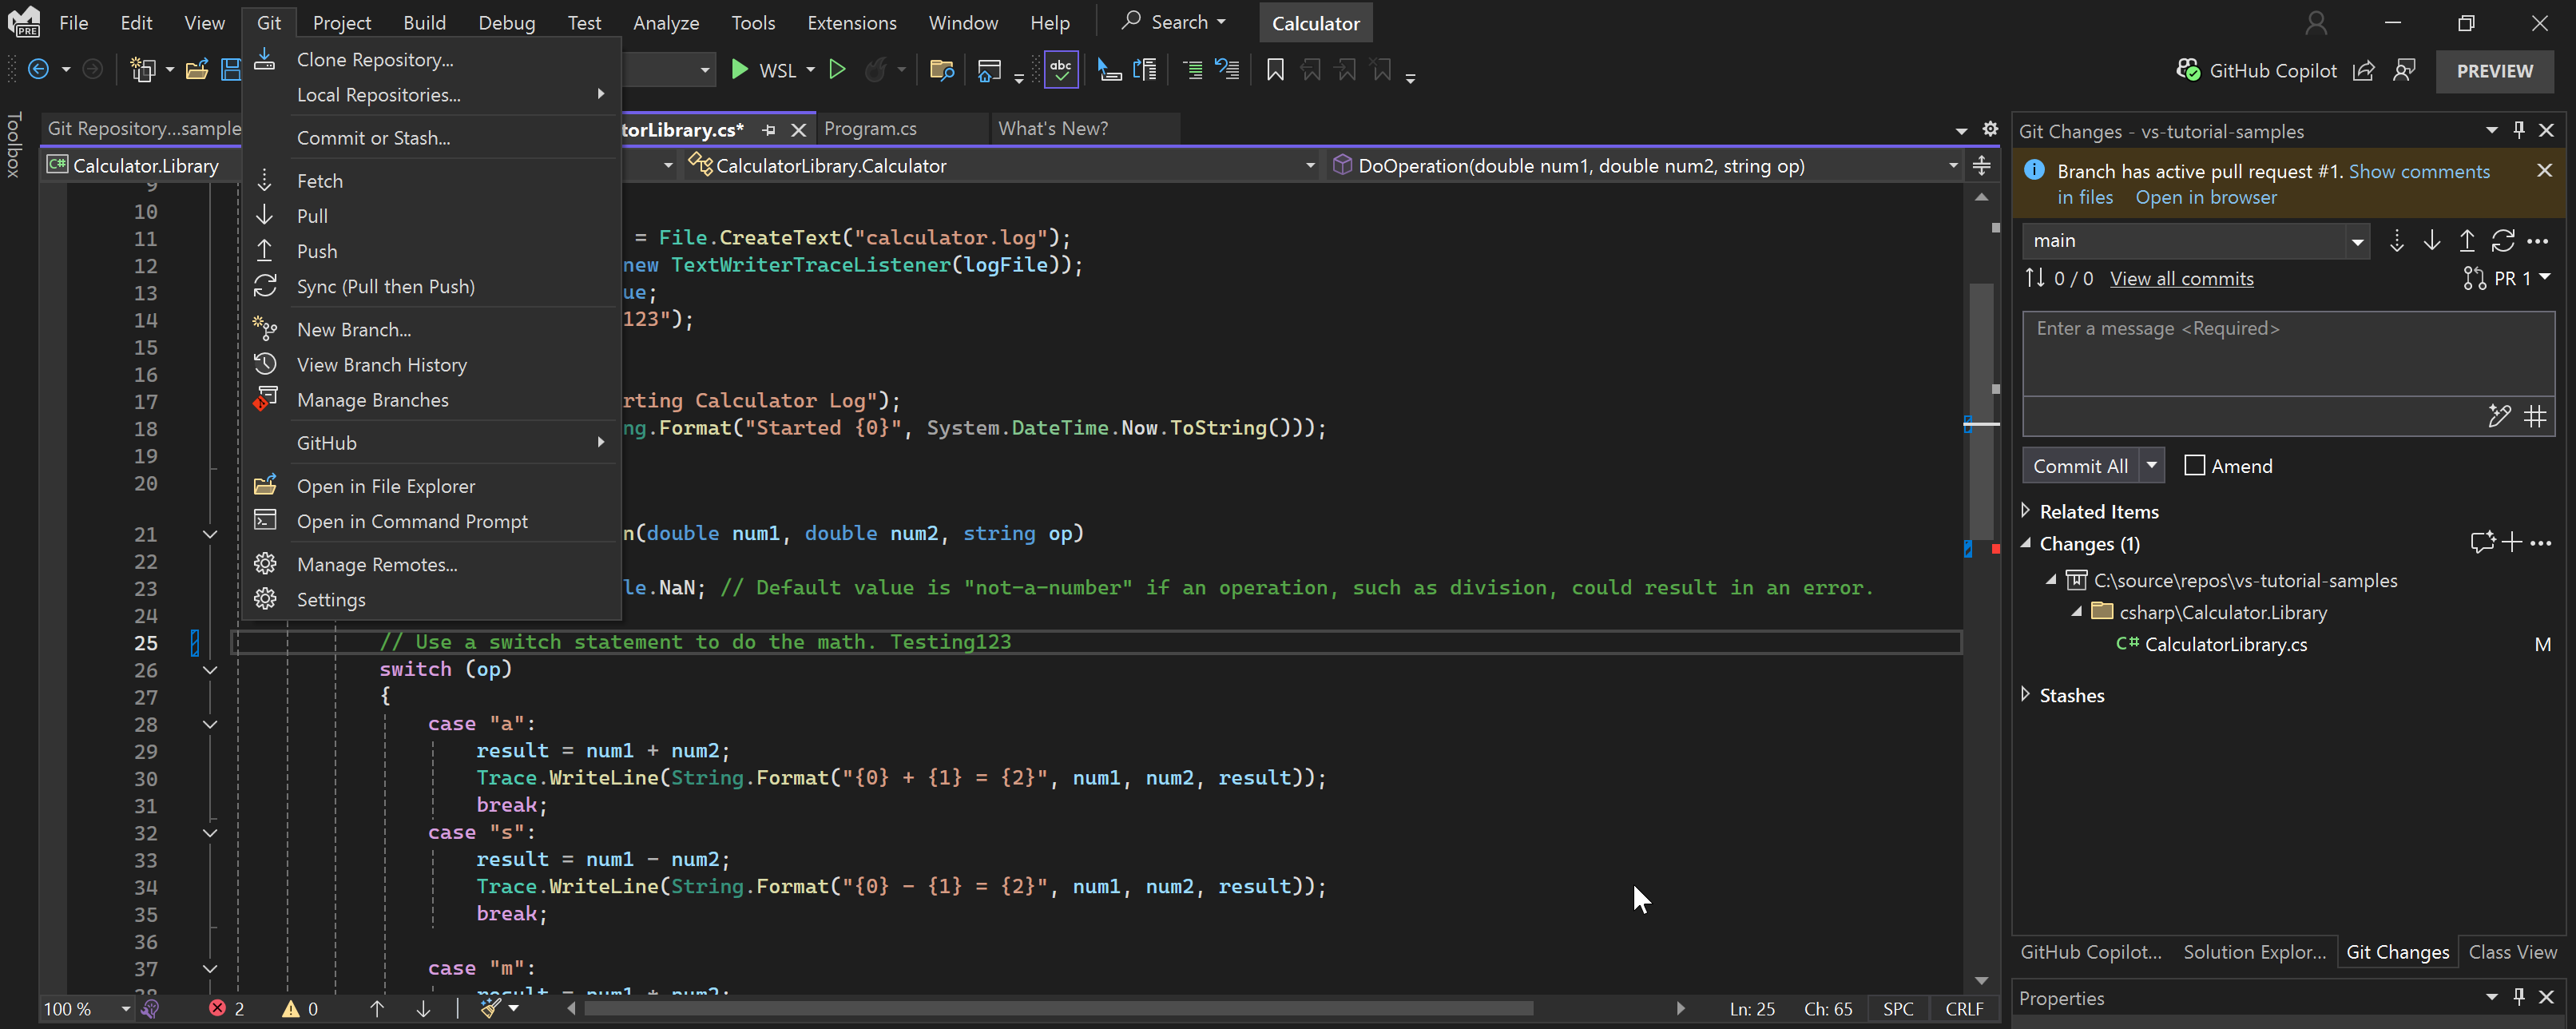 File Edit View Git Project Build Debug Test Analyze Tools Extensions Window Help Search Calculator
PRE
WSL abc GitHub Copilot PREVIEW
Toolbox
Git Repository...sample torLibrary.cs* Program.cs What's New?
Calculator.Library CalculatorLibrary.Calculator DoOperation(double num1, double num2, string op)
Clone Repository...
Local Repositories...
Commit or Stash...
Fetch
Pull
Push
Sync (Pull then Push)
New Branch...
View Branch History
Manage Branches
GitHub
Open in File Explorer
Open in Command Prompt
Manage Remotes...
Settings
9
10
11 = File.CreateText("calculator.log");
12 new TextWriterTraceListener(logFile));
13 ue;
14 123");
15
16
17 rting Calculator Log");
18 ng.Format("Started {0}", System.DateTime.Now.ToString()));
19
20
21 n(double num1, double num2, string op)
22
23 le.NaN; // Default value is "not-a-number" if an operation, such as division, could result in an error.
24
25 // Use a switch statement to do the math. Testing123
26 switch (op)
27 {
28 case "a":
29 result = num1 + num2;
30 Trace.WriteLine(String.Format("{0} + {1} = {2}", num1, num2, result));
31 break;
32 case "s":
33 result = num1 - num2;
34 Trace.WriteLine(String.Format("{0} - {1} = {2}", num1, num2, result));
35 break;
36
37 case "m":
38 result = num1 * num2;
100 % 2 0 Ln: 25 Ch: 65 SPC CRLF
Git Changes - vs-tutorial-samples
Branch has active pull request #1. Show comments
in files Open in browser
main
0 / 0 View all commits PR 1
Enter a message <Required>
Commit All Amend
Related Items
Changes (1)
C:\source\repos\vs-tutorial-samples
csharp\Calculator.Library
C# CalculatorLibrary.cs M
Stashes
GitHub Copilot... Solution Explor... Git Changes Class View
Properties